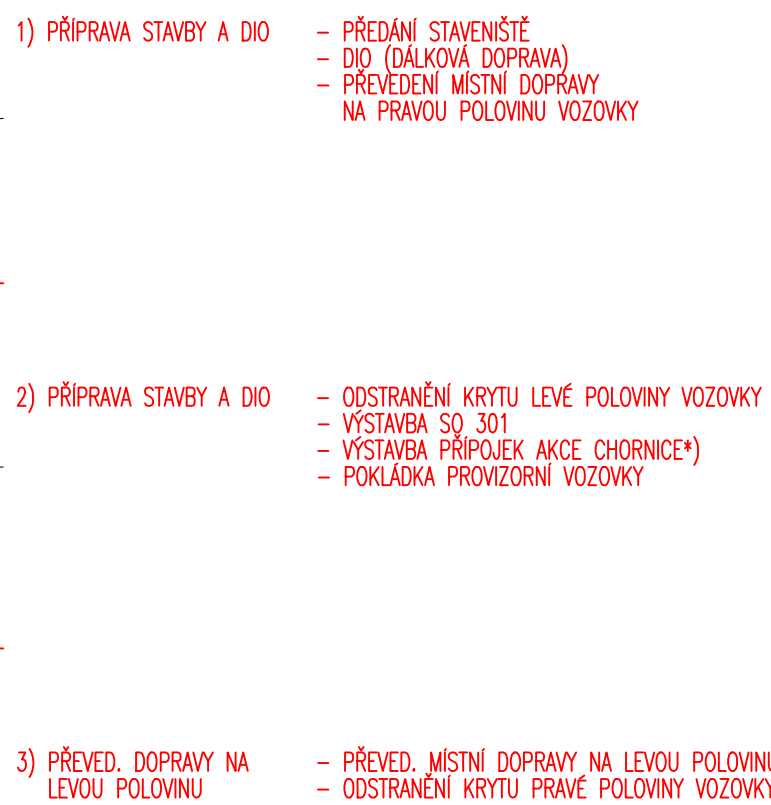 1) PŘÍPRAVA STAVBY A DIO – PŘEDÁNÍ STAVENIŠTĚ
– DIO (DÁLKOVÁ DOPRAVA)
– PŘEVEDENÍ MÍSTNÍ DOPRAVY
NA PRAVOU POLOVINU VOZOVKY
2) PŘÍPRAVA STAVBY A DIO – ODSTRANĚNÍ KRYTU LEVÉ POLOVINY VOZOVKY
– VÝSTAVBA SO 301
– VÝSTAVBA PŘÍPOJEK AKCE CHORNICE*)
– POKLÁDKA PROVIZORNÍ VOZOVKY
3) PŘEVED. DOPRAVY NA – PŘEVED. MÍSTNÍ DOPRAVY NA LEVOU POLOVINU
LEVOU POLOVINU – ODSTRANĚNÍ KRYTU PRAVÉ POLOVINY VOZOVKY